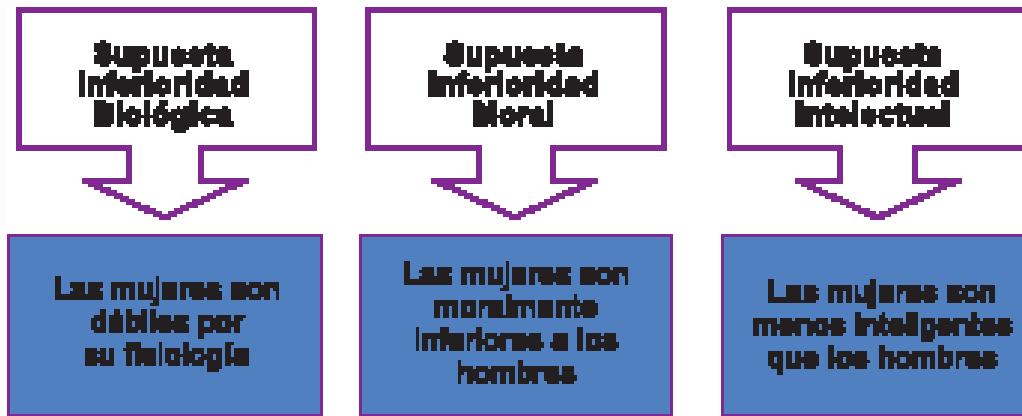 Supuesta
Inferioridad
Biológica
Las mujeres son
débiles por
su fisiología
Supuesta
Inferioridad
Moral
Las mujeres son
moralmente
inferiores a los
hombres
Supuesta
Inferioridad
Intelectual
Las mujeres son
menos inteligentes
que los hombres